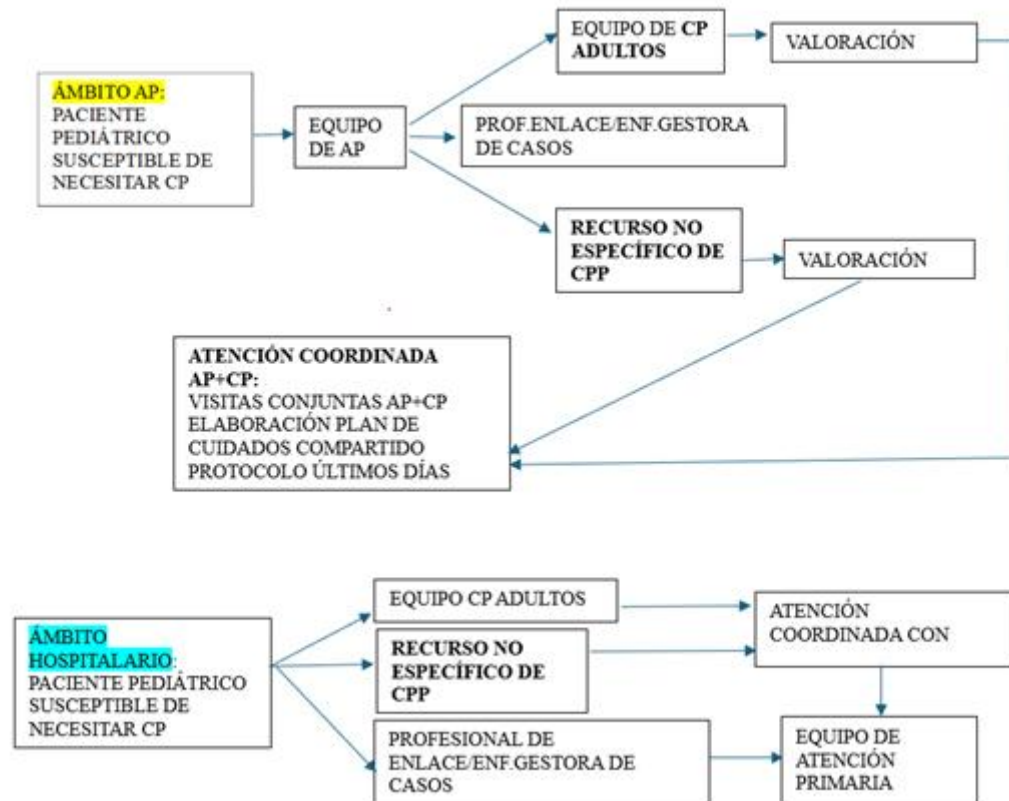 EQUIPO DE CP
ADULTOS
VALORACIÓN
ÁMBITO AP:
PACIENTE
PEDIÁTRICO
SUSCEPTIBLE DE
NECESITAR CP
EQUIPO
DE AP
PROF.ENLACE/ENF.GESTORA
DE CASOS
RECURSO NO
ESPECÍFICO DE
CPP
VALORACIÓN
ATENCIÓN COORDINADA
AP+CP:
VISITAS CONJUNTAS AP+CP
ELABORACIÓN PLAN DE
CUIDADOS COMPARTIDO
PROTOCOLO ÚLTIMOS DÍAS
ÁMBITO
HOSPITALARIO:
PACIENTE PEDIÁTRICO
SUSCEPTIBLE DE
NECESITAR CP
EQUIPO CP ADULTOS
RECURSO NO
ESPECÍFICO DE
CPP
PROFESIONAL DE
ENLACE/ENF.GESTORA DE
CASOS
ATENCIÓN
COORDINADA CON
EQUIPO DE
ATENCIÓN
PRIMARIA